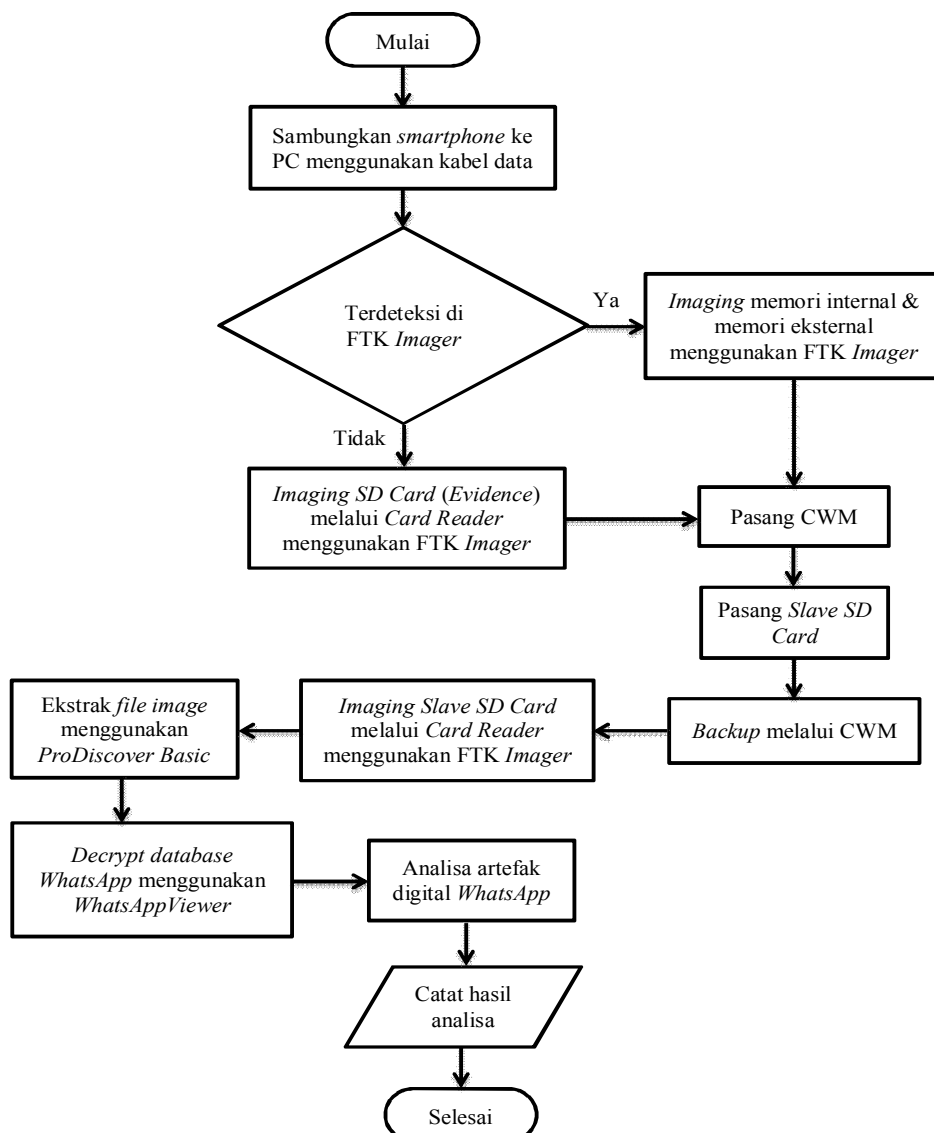 Mulai
Sambungkan smartphone ke
PC menggunakan kabel data
Terdeteksi di
FTK Imager
Ya
Imaging memori internal &
memori eksternal
menggunakan FTK Imager
Tidak
Imaging SD Card (Evidence)
melalui Card Reader
menggunakan FTK Imager
Pasang CWM
Pasang Slave SD
Card
Backup melalui CWM
Imaging Slave SD Card
melalui Card Reader
menggunakan FTK Imager
Ekstrak file image
menggunakan
ProDiscover Basic
Decrypt database
WhatsApp menggunakan
WhatsAppViewer
Analisa artefak
digital WhatsApp
Catat hasil
analisa
Selesai